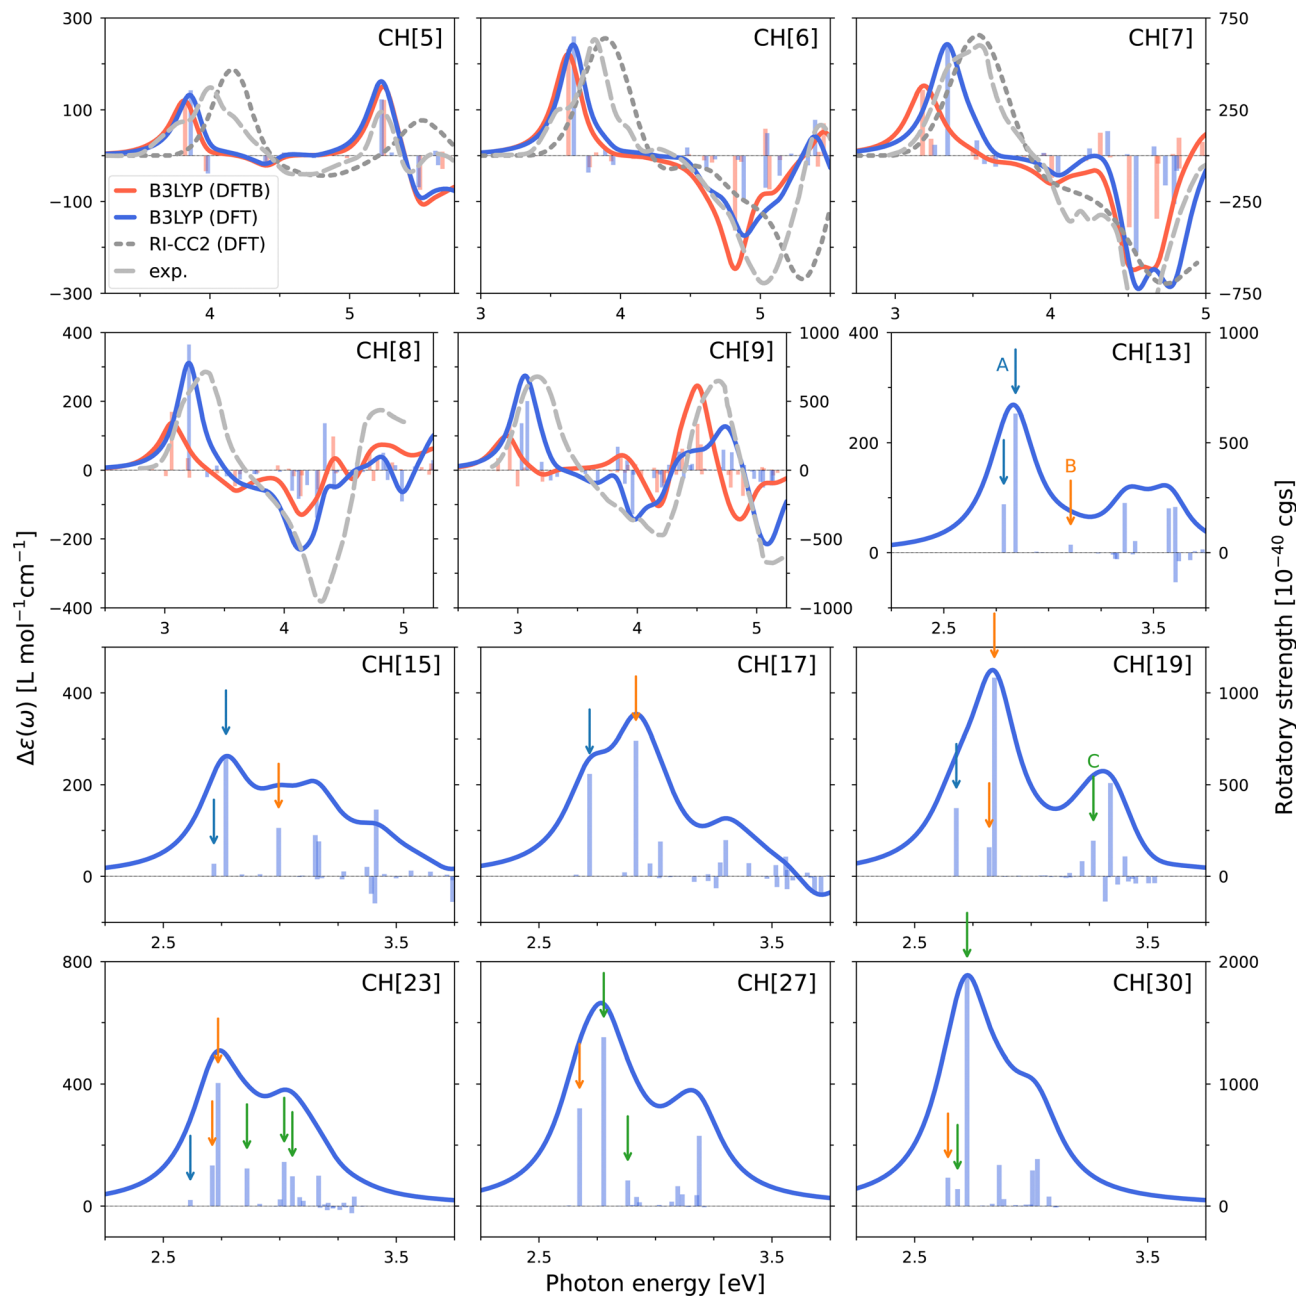 300
100
−100
−300
CH[5]
B3LYP (DFTB)
B3LYP (DFT)
RI-CC2 (DFT)
exp.
4
5
CH[6]
3
4
5
CH[7]
750
250
−250
−750
3
4
5
400
200
0
−200
−400
CH[8]
3
4
5
CH[9]
1000
500
0
−500
−1000
3
4
5
400
200
0
CH[13]
A
B
1000
500
0
2.5
3.5
400
200
0
CH[15]
2.5
3.5
CH[17]
2.5
3.5
CH[19]
C
1000
500
0
2.5
3.5
800
400
0
CH[23]
2.5
3.5
CH[27]
2.5
3.5
CH[30]
2000
1000
0
2.5
3.5
Δε(ω) [L mol⁻¹cm⁻¹]
Rotatory strength [10⁻⁴⁰ cgs]
Photon energy [eV]